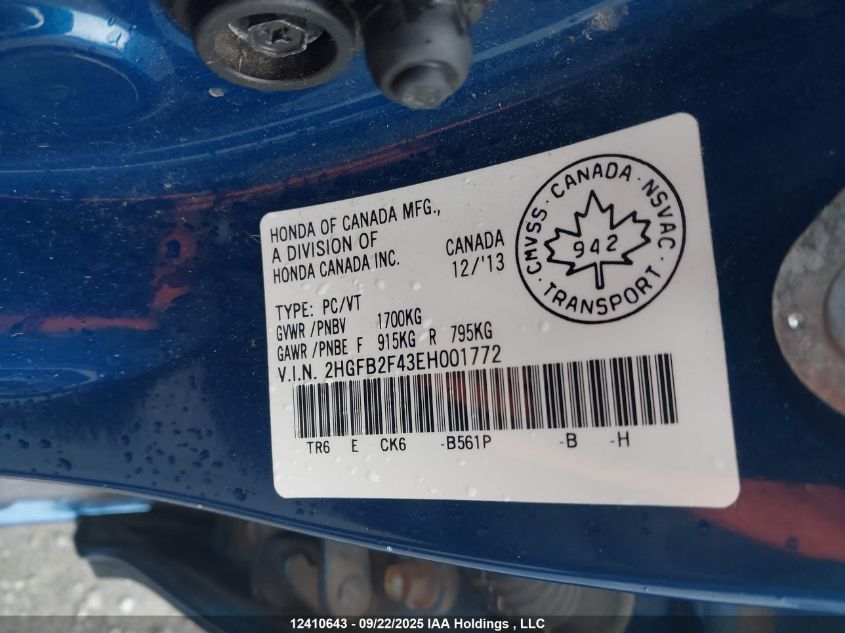 HONDA OF CANADA MFG.,
A DIVISION OF
HONDA CANADA INC.
CANADA
12/'13
CMVSS · CANADA · NSVAC · TRANSPORT ·
942
TYPE: PC/VT
GVWR /PNBV 1700KG
GAWR /PNBE F 915KG R 795KG
V.I.N. 2HGFB2F43EH001772
TR6 E CK6 -B561P -B -H
12410643 - 09/22/2025 IAA Holdings , LLC